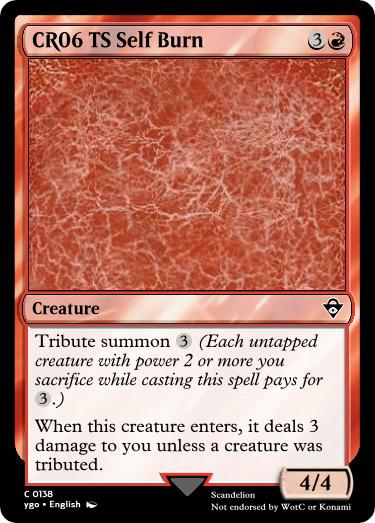 CR06 TS Self Burn 3
Creature
Tribute summon 3 (Each untapped
creature with power 2 or more you
sacrifice while casting this spell pays for
3.)
When this creature enters, it deals 3
damage to you unless a creature was
tributed.
4/4
C 0138
ygo • English
Scandelion
Not endorsed by WotC or Konami